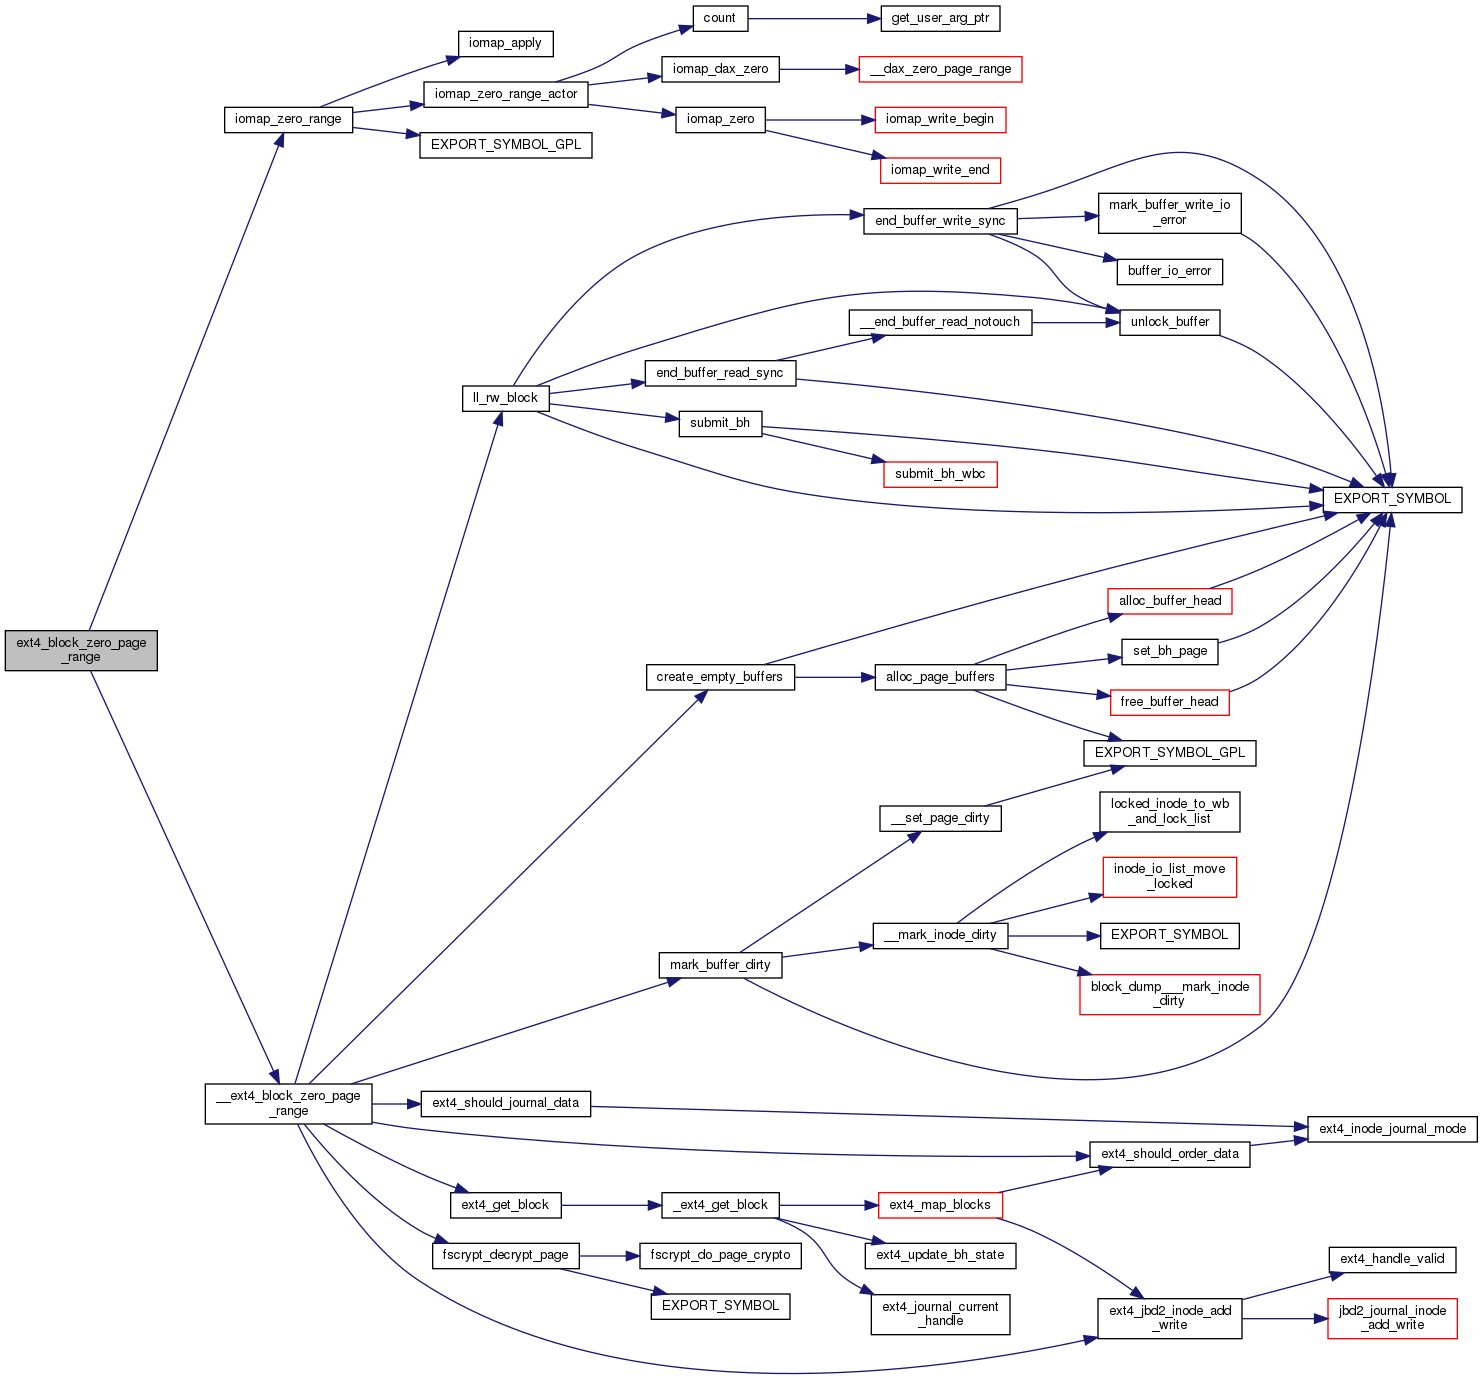 count
get_user_arg_ptr
iomap_apply
iomap_dax_zero
__dax_zero_page_range
iomap_zero_range_actor
iomap_zero_range
iomap_zero
iomap_write_begin
EXPORT_SYMBOL_GPL
iomap_write_end
end_buffer_write_sync
mark_buffer_write_io
_error
buffer_io_error
__end_buffer_read_notouch
unlock_buffer
end_buffer_read_sync
ll_rw_block
submit_bh
submit_bh_wbc
EXPORT_SYMBOL
alloc_buffer_head
ext4_block_zero_page
_range
set_bh_page
create_empty_buffers
alloc_page_buffers
free_buffer_head
EXPORT_SYMBOL_GPL
__set_page_dirty
locked_inode_to_wb
_and_lock_list
inode_io_list_move
_locked
__mark_inode_dirty
EXPORT_SYMBOL
mark_buffer_dirty
block_dump___mark_inode
_dirty
__ext4_block_zero_page
_range
ext4_should_journal_data
ext4_inode_journal_mode
ext4_should_order_data
ext4_get_block
_ext4_get_block
ext4_map_blocks
fscrypt_decrypt_page
fscrypt_do_page_crypto
ext4_update_bh_state
ext4_handle_valid
EXPORT_SYMBOL
ext4_journal_current
_handle
ext4_jbd2_inode_add
_write
jbd2_journal_inode
_add_write